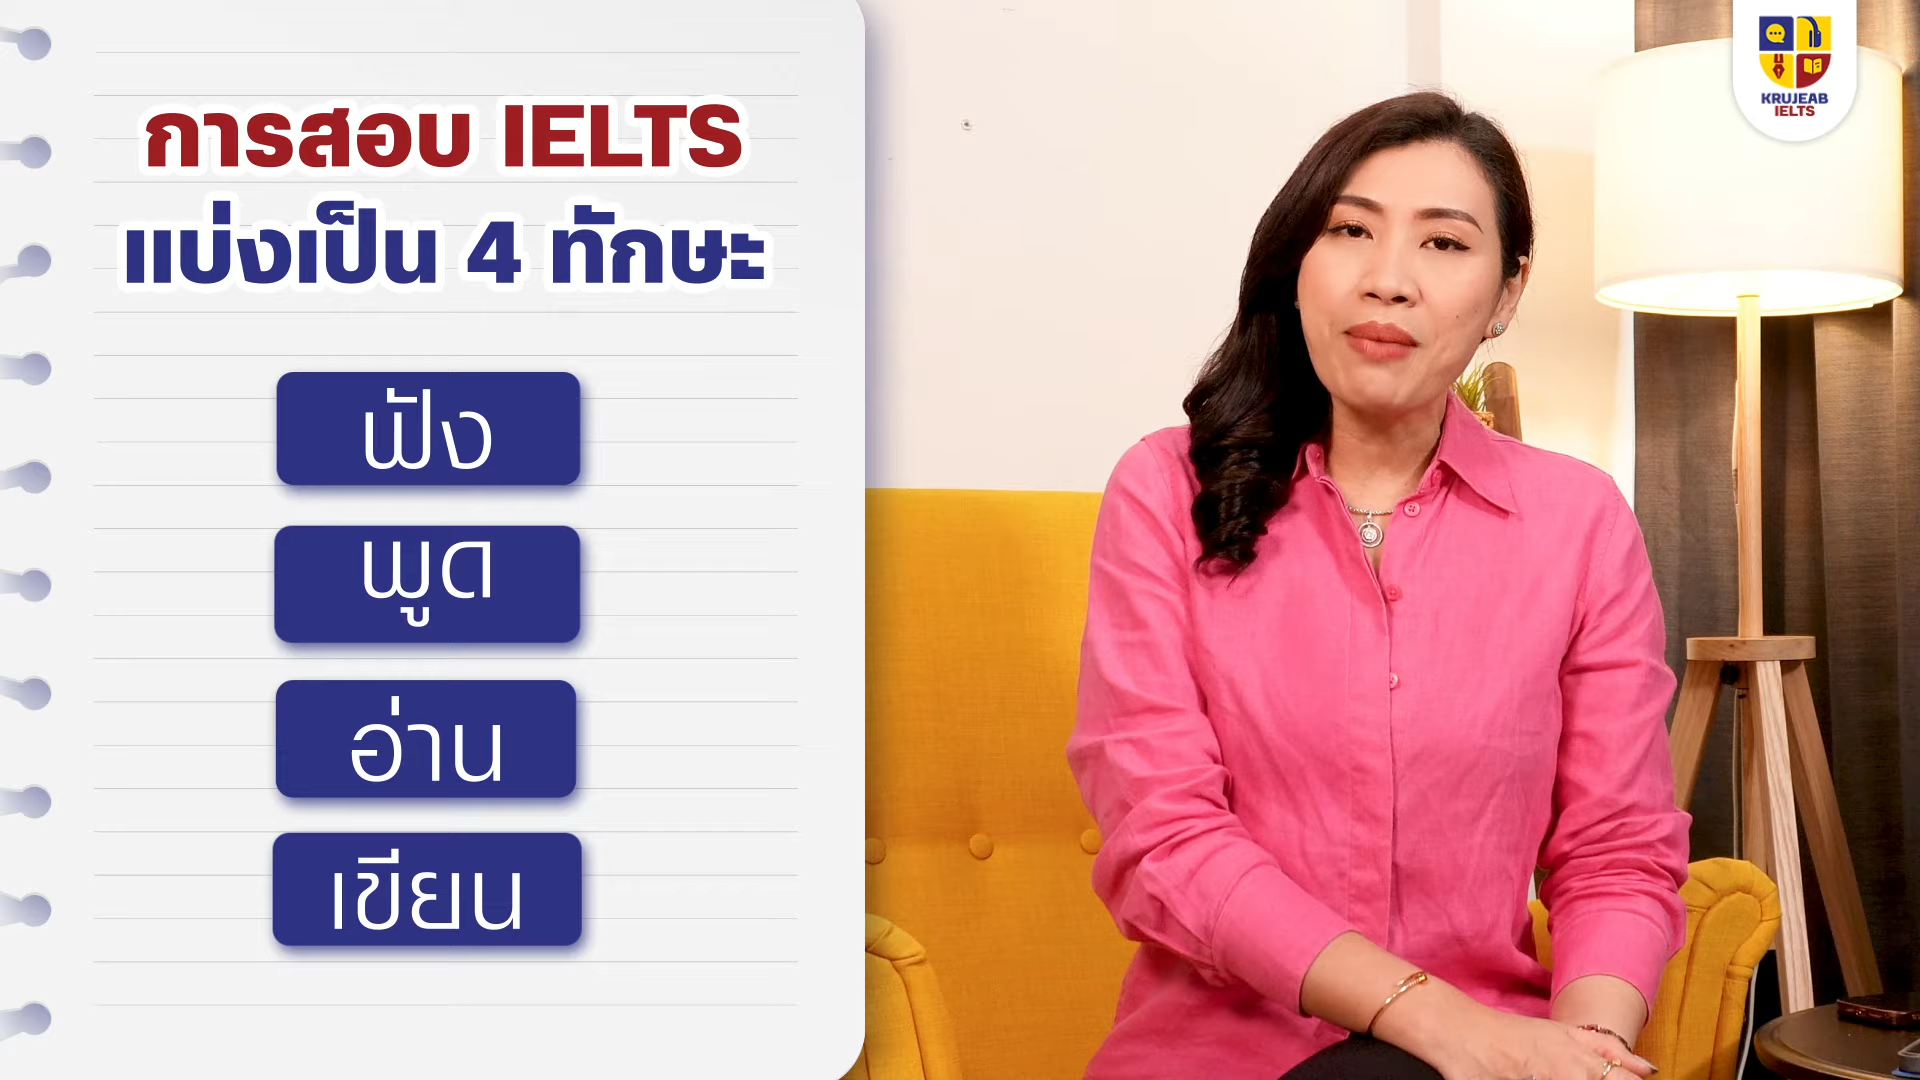 การสอบ IELTS
แบ่งเป็น 4 ทักษะ
ฟัง
พูด
อ่าน
เขียน
KRUJEAB
IELTS